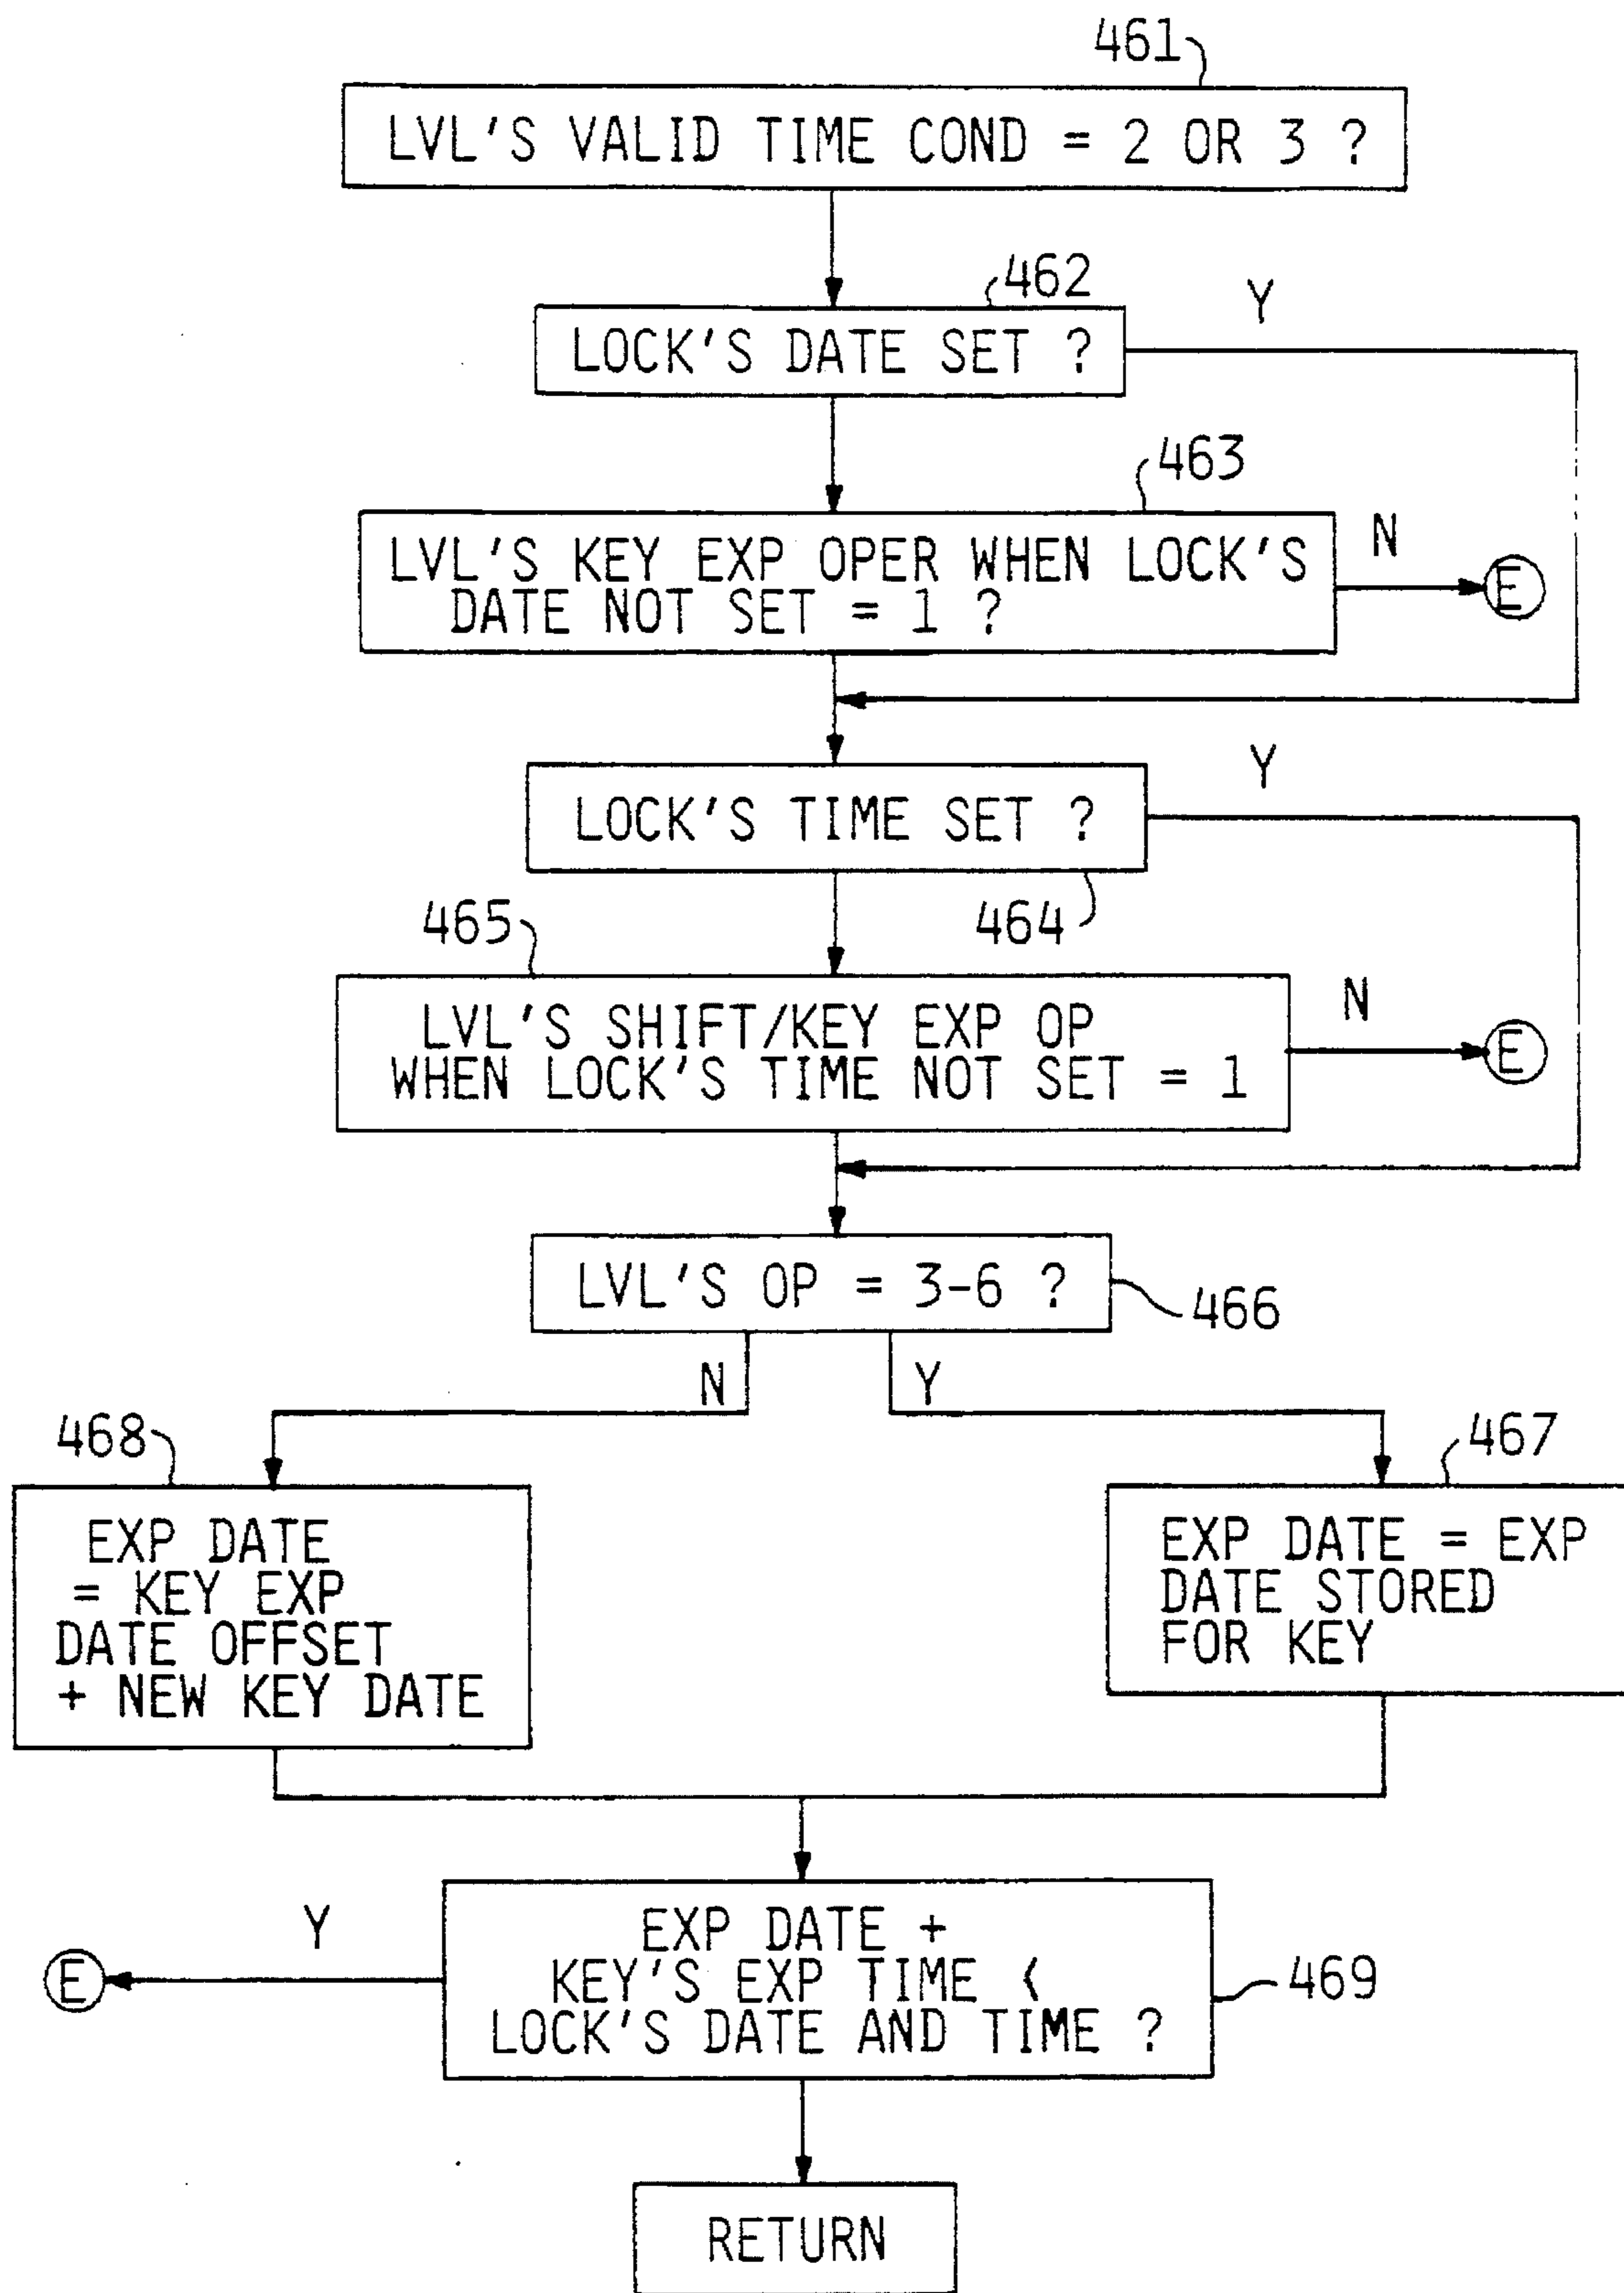 461
LVL'S VALID TIME COND = 2 OR 3 ?
462
Y
LOCK'S DATE SET ?
463
N
LVL'S KEY EXP OPER WHEN LOCK'S
DATE NOT SET = 1 ?
E
Y
LOCK'S TIME SET ?
465
464
N
LVL'S SHIFT/KEY EXP OP
WHEN LOCK'S TIME NOT SET = 1
E
LVL'S OP = 3-6 ?
466
N
Y
468
467
EXP DATE
= KEY EXP
DATE OFFSET
+ NEW KEY DATE
EXP DATE = EXP
DATE STORED
FOR KEY
Y
E
EXP DATE +
KEY'S EXP TIME <
LOCK'S DATE AND TIME ?
469
RETURN